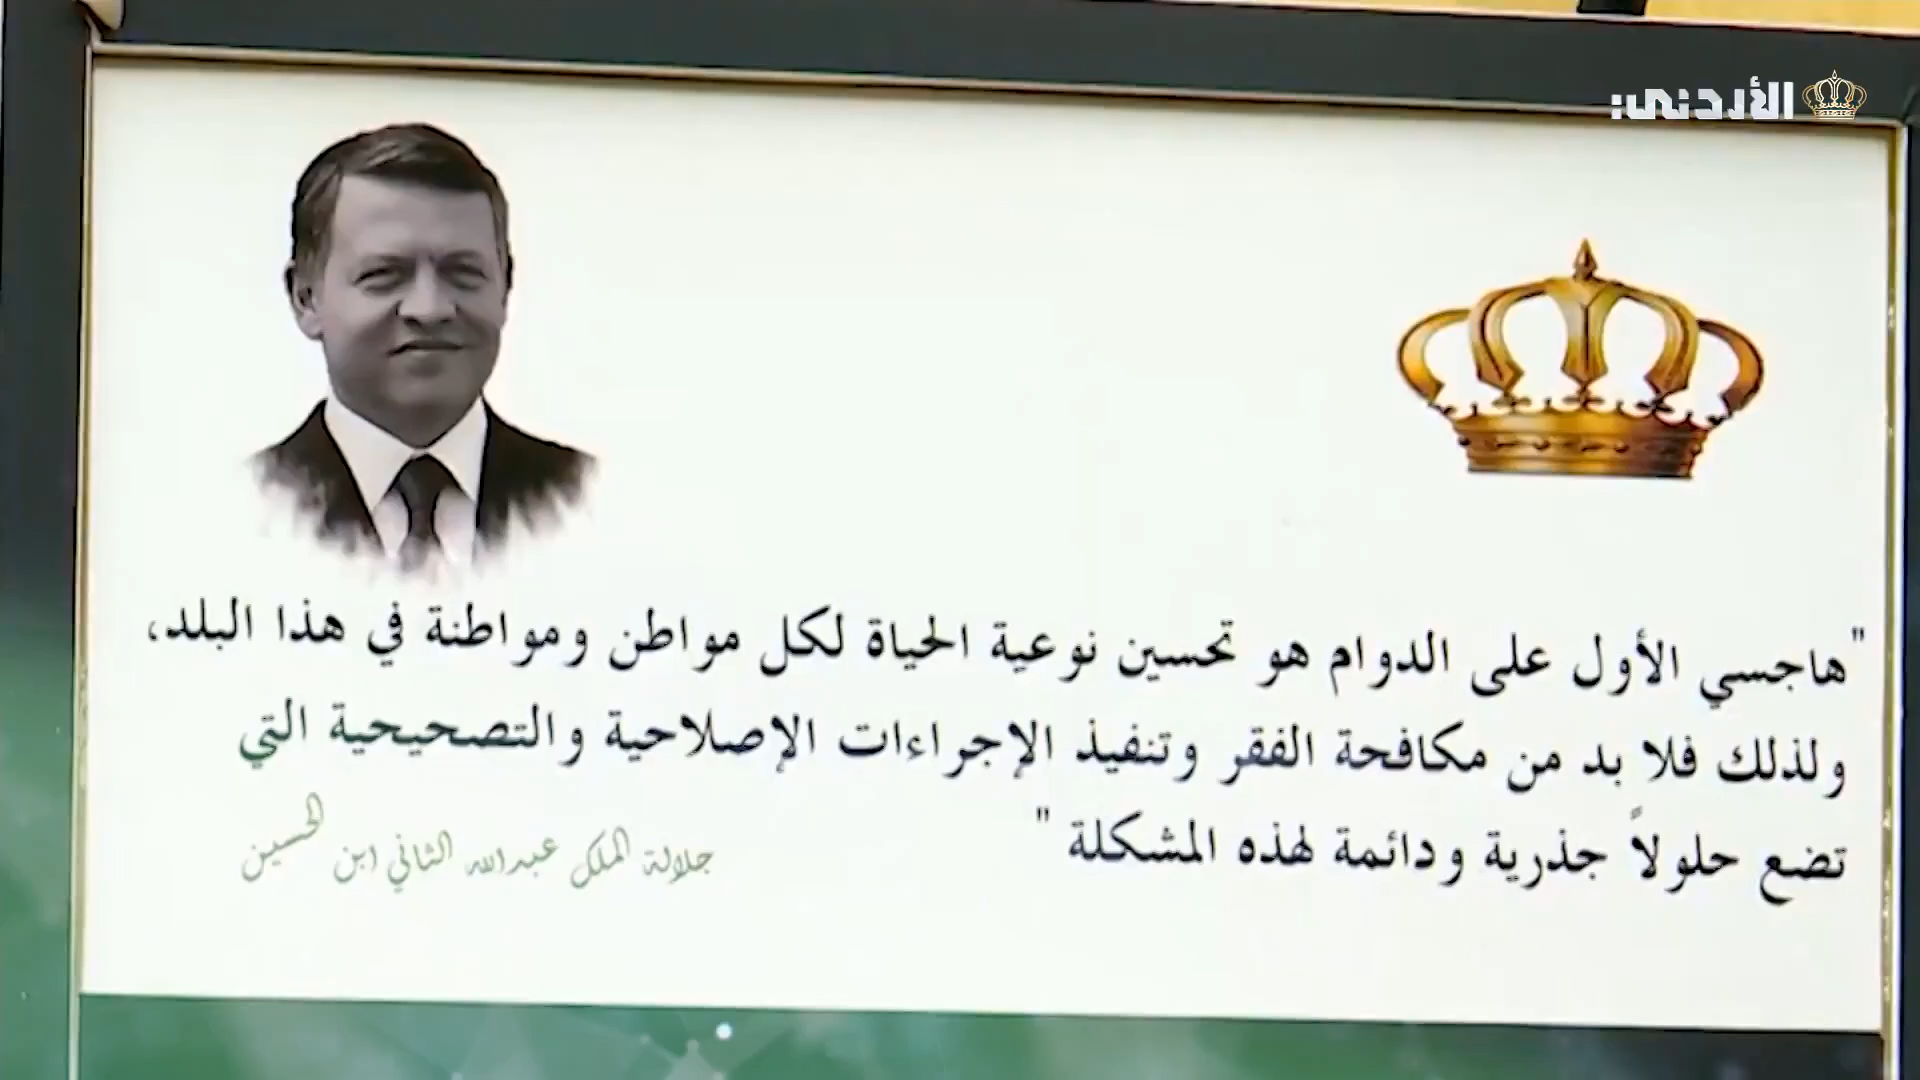 الأردني:
"هاجسي الأول على الدوام هو تحسين نوعية الحياة لكل مواطن ومواطنة في هذا البلد،
ولذلك فلا بد من مكافحة الفقر وتنفيذ الإجراءات الإصلاحية والتصحيحية التي
تضع حلولاً جذرية ودائمة لهذه المشكلة "
جلالة الملك عبدالله الثاني ابن الحسين